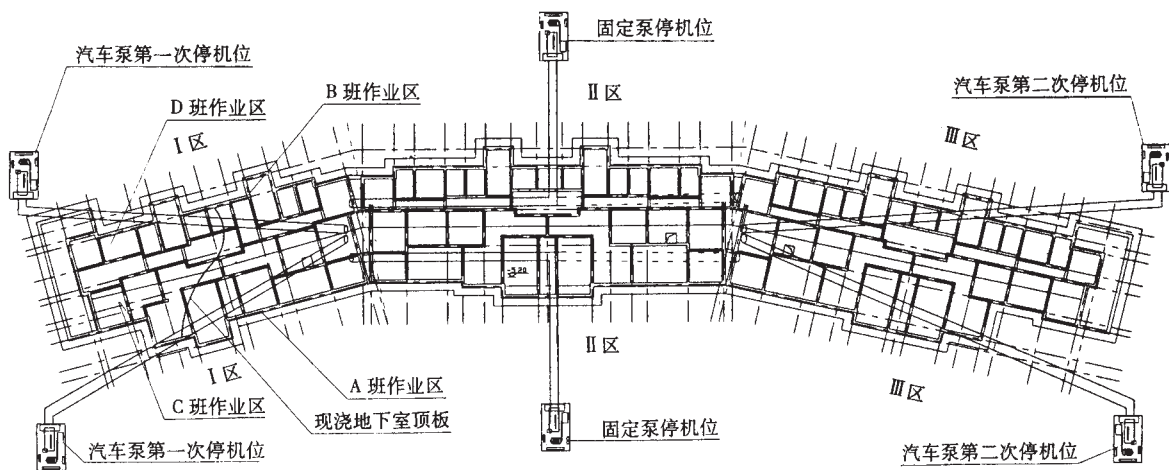 固定泵停机位
汽车泵第一次停机位
汽车泵第二次停机位
B 班作业区
Ⅱ区
D 班作业区
Ⅰ区
Ⅲ区
-5.20
Ⅱ区
Ⅰ区
A 班作业区
Ⅲ区
C 班作业区
现浇地下室顶板
固定泵停机位
汽车泵第一次停机位
汽车泵第二次停机位